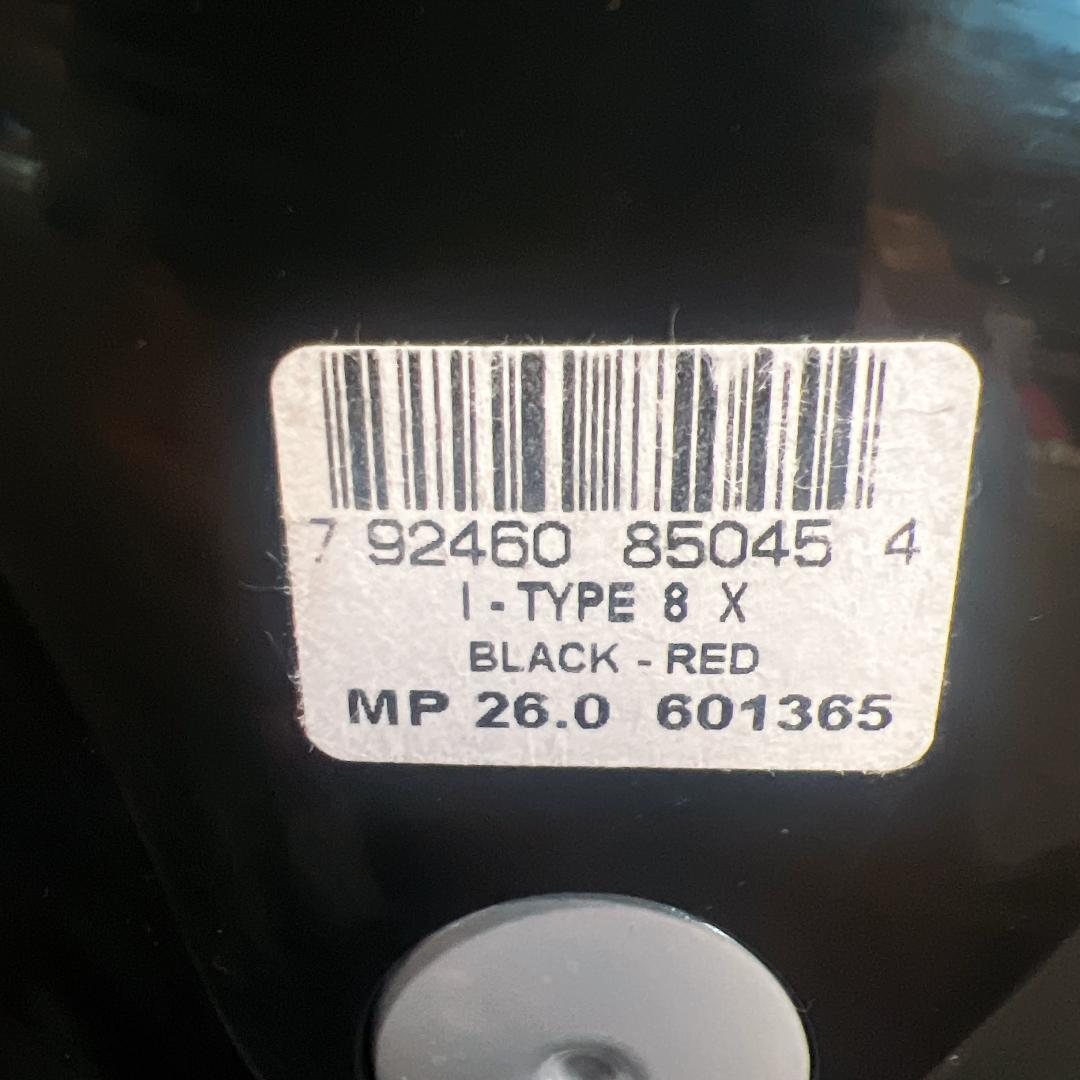 7 92460 85045 4
I - TYPE 8 X
BLACK - RED
MP 26.0 601365